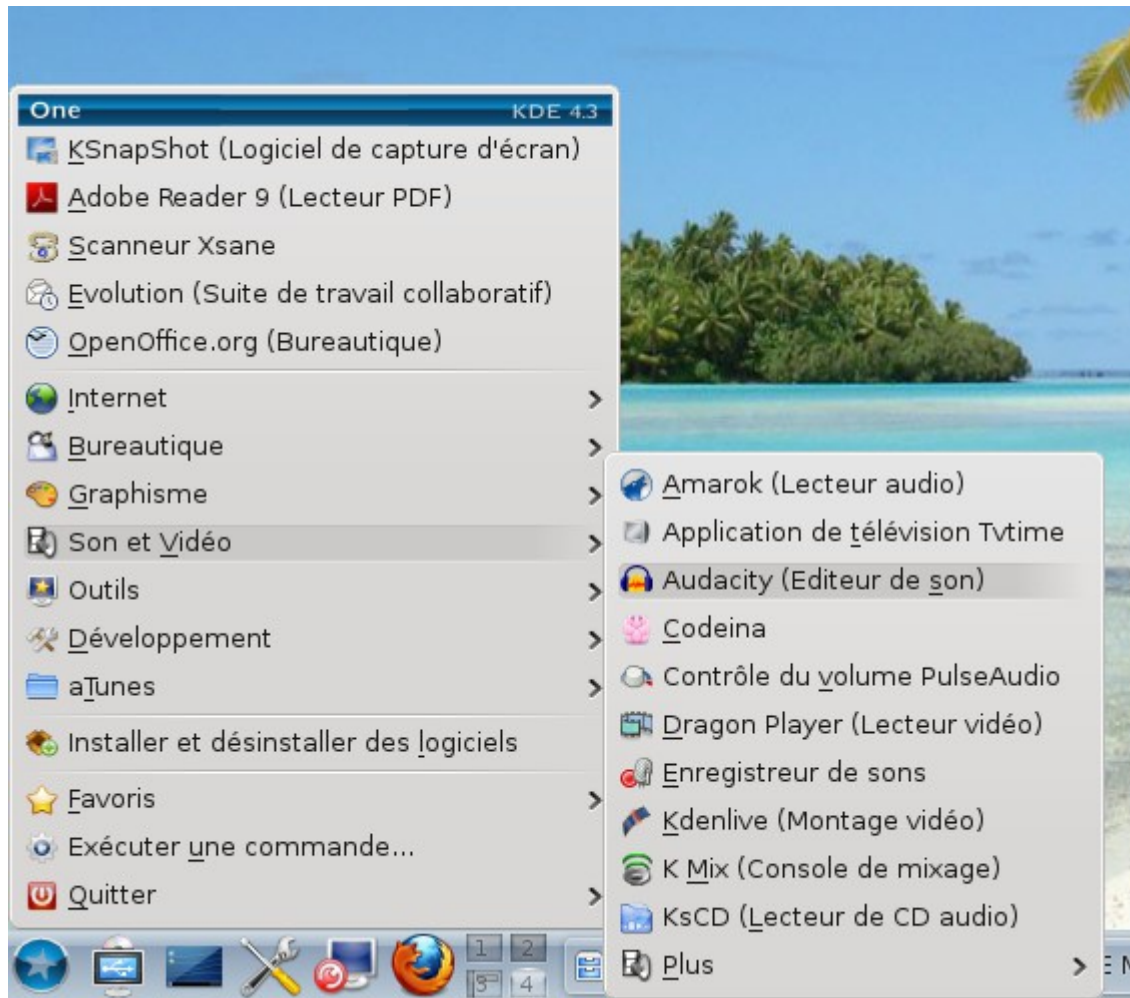 One KDE 4.3
KSnapShot (Logiciel de capture d'écran)
Adobe Reader 9 (Lecteur PDF)
Scanneur Xsane
Evolution (Suite de travail collaboratif)
OpenOffice.org (Bureautique)
Internet
Bureautique
Graphisme
Son et Vidéo
Outils
Développement
aTunes
Installer et désinstaller des logiciels
Favoris
Exécuter une commande...
Quitter
Amarok (Lecteur audio)
Application de télévision Tvtime
Audacity (Editeur de son)
Codeina
Contrôle du volume PulseAudio
Dragon Player (Lecteur vidéo)
Enregistreur de sons
Kdenlive (Montage vidéo)
K Mix (Console de mixage)
KsCD (Lecteur de CD audio)
Plus
1 2
3 4